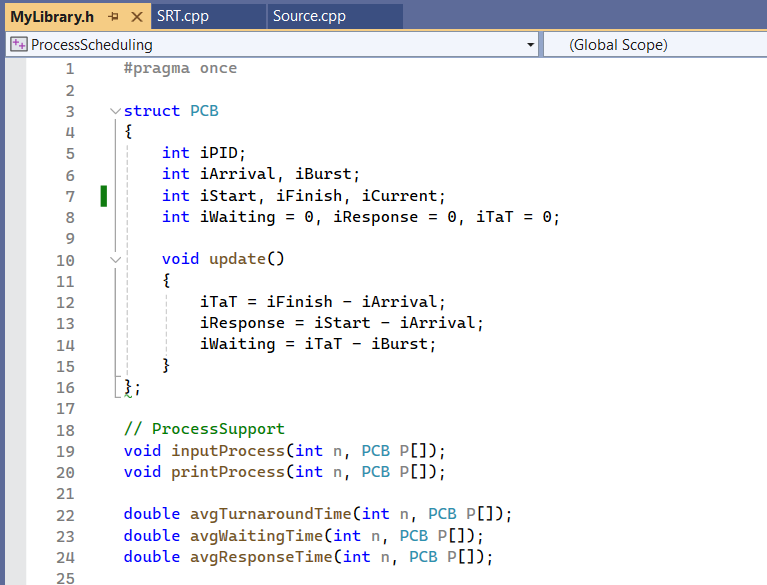 MyLibrary.h SRT.cpp Source.cpp
ProcessScheduling (Global Scope)
1 #pragma once
2
3 struct PCB
4 {
5 int iPID;
6 int iArrival, iBurst;
7 int iStart, iFinish, iCurrent;
8 int iWaiting = 0, iResponse = 0, iTaT = 0;
9
10 void update()
11 {
12 iTaT = iFinish - iArrival;
13 iResponse = iStart - iArrival;
14 iWaiting = iTaT - iBurst;
15 }
16 };
17
18 // ProcessSupport
19 void inputProcess(int n, PCB P[]);
20 void printProcess(int n, PCB P[]);
21
22 double avgTurnaroundTime(int n, PCB P[]);
23 double avgWaitingTime(int n, PCB P[]);
24 double avgResponseTime(int n, PCB P[]);
25